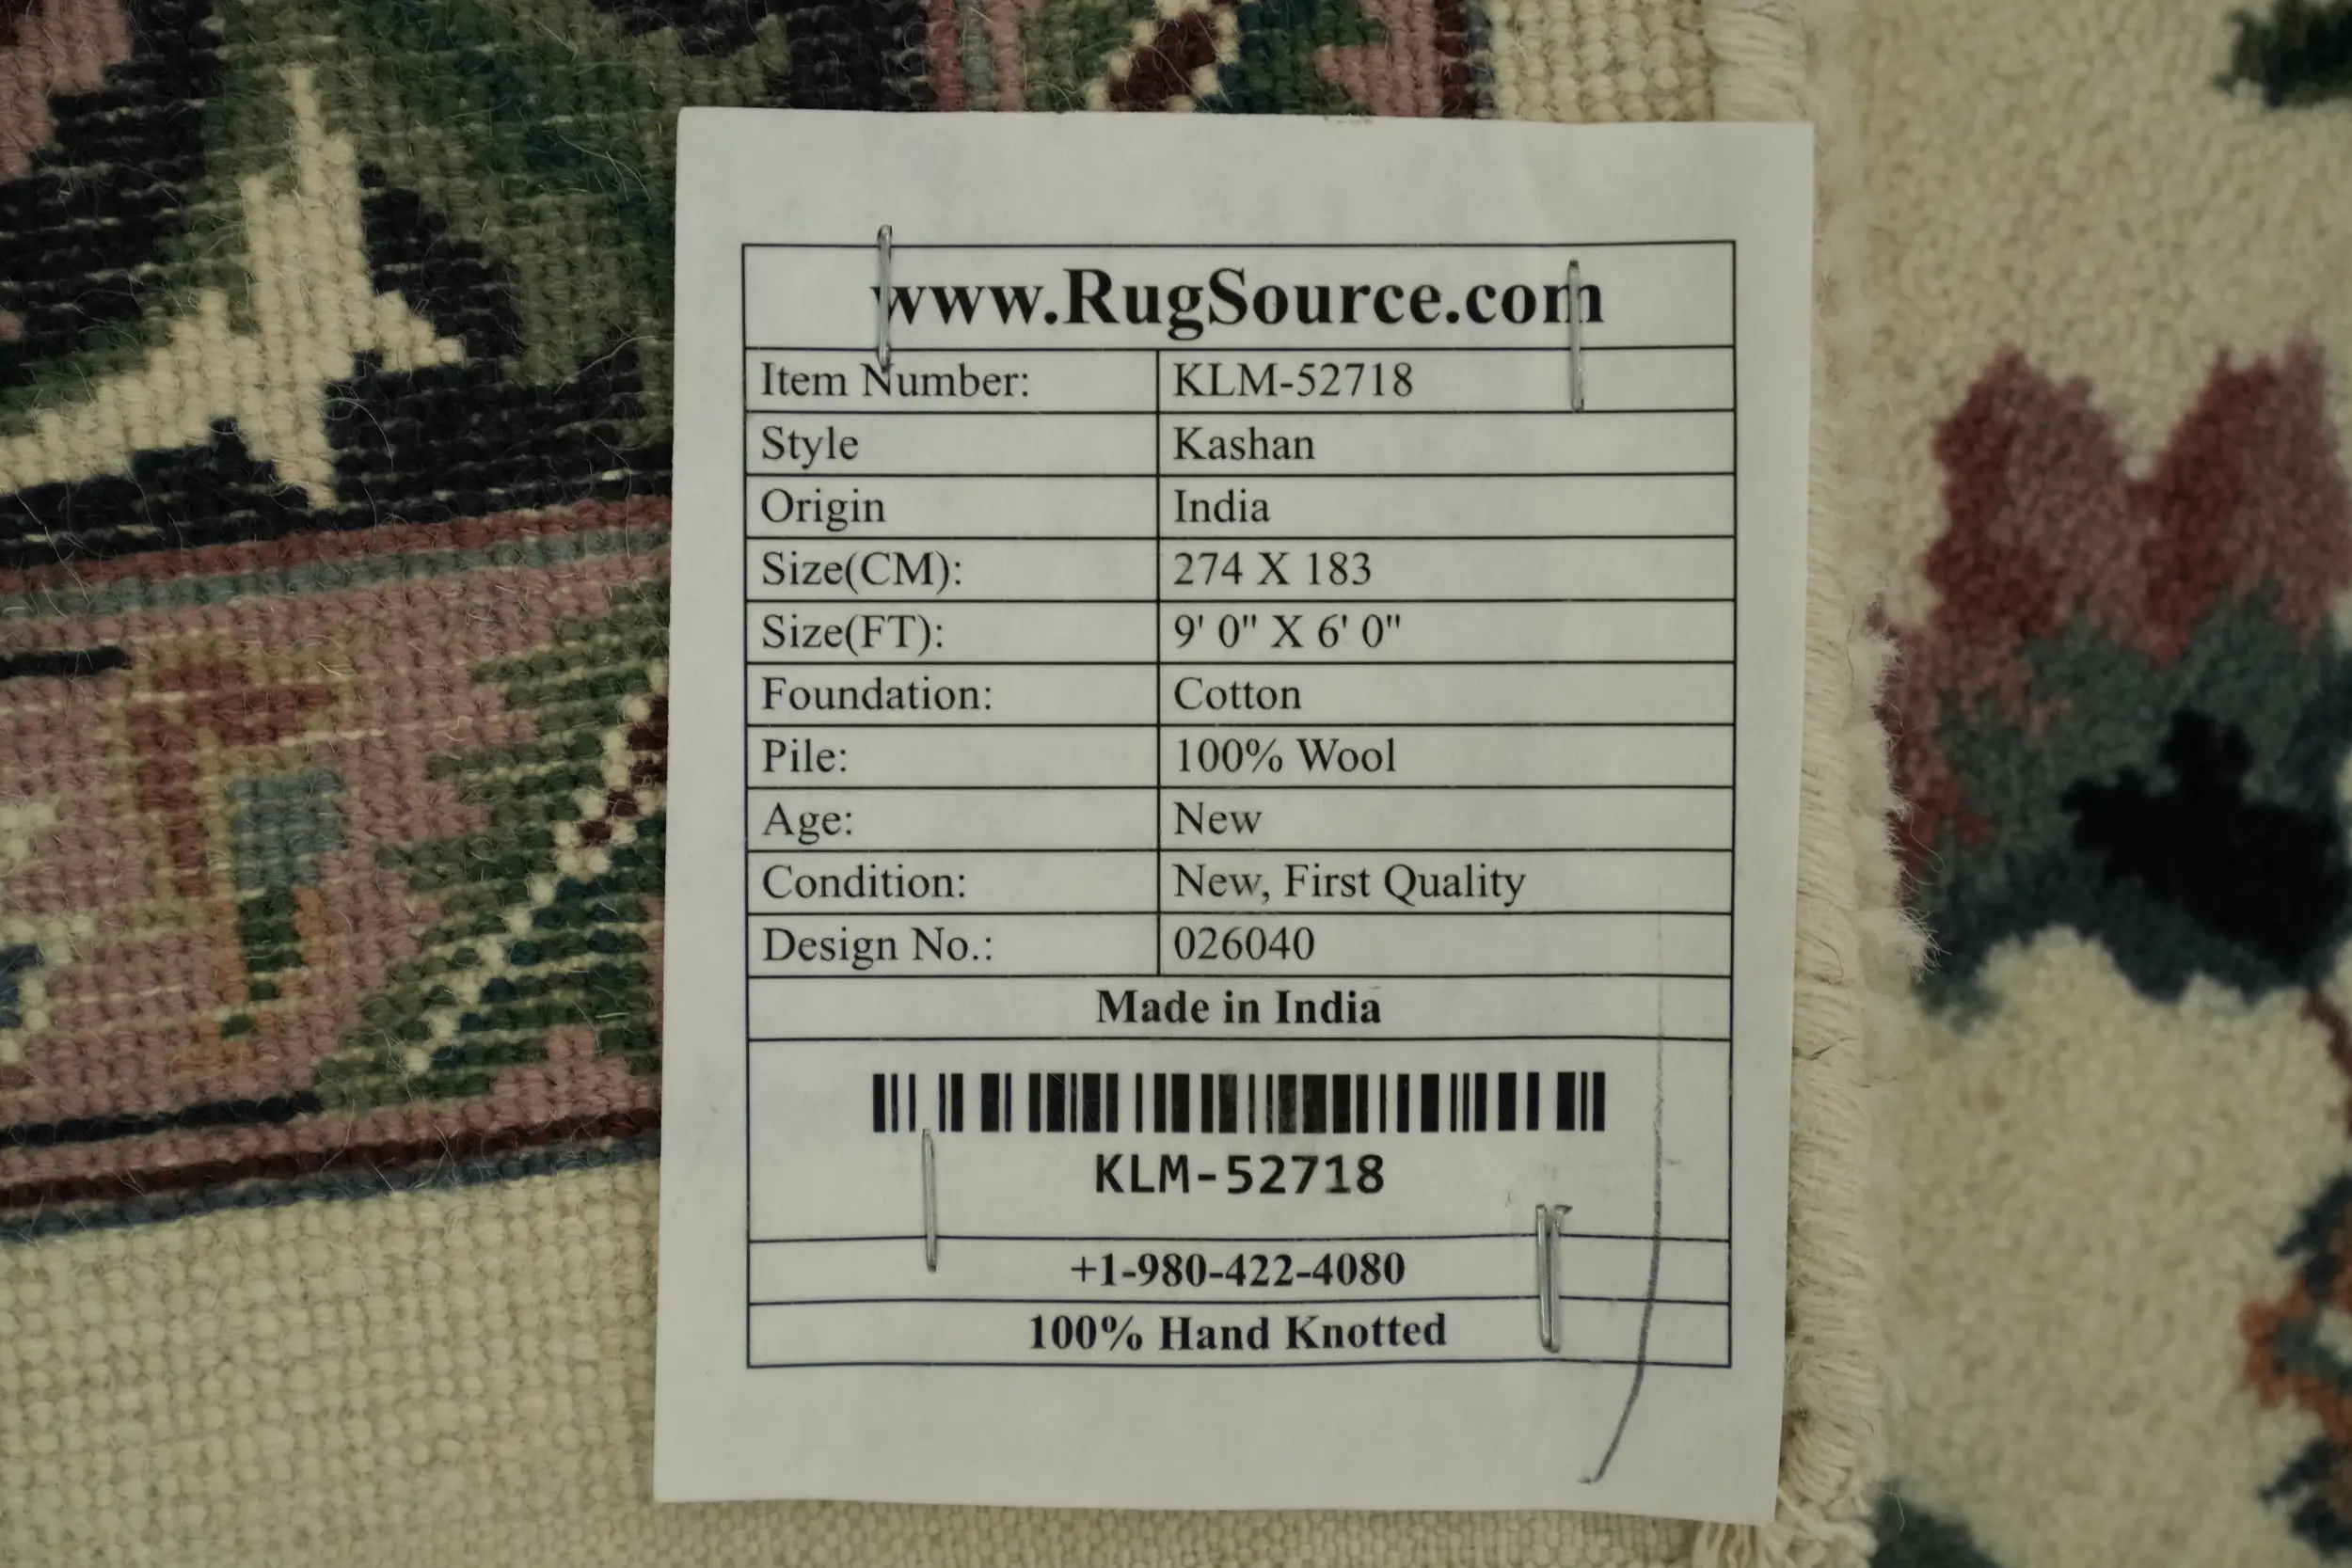 www.RugSource.com
Item Number: KLM-52718
Style Kashan
Origin India
Size(CM): 274 X 183
Size(FT): 9' 0" X 6' 0"
Foundation: Cotton
Pile: 100% Wool
Age: New
Condition: New, First Quality
Design No.: 026040
Made in India
KLM-52718
+1-980-422-4080
100% Hand Knotted